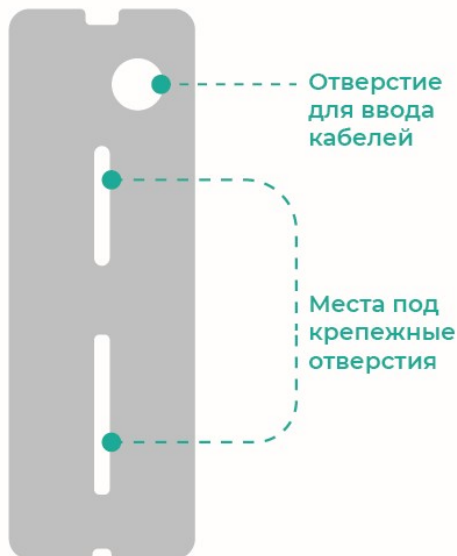 Отверстие
для ввода
кабелей
Места под
крепежные
отверстия